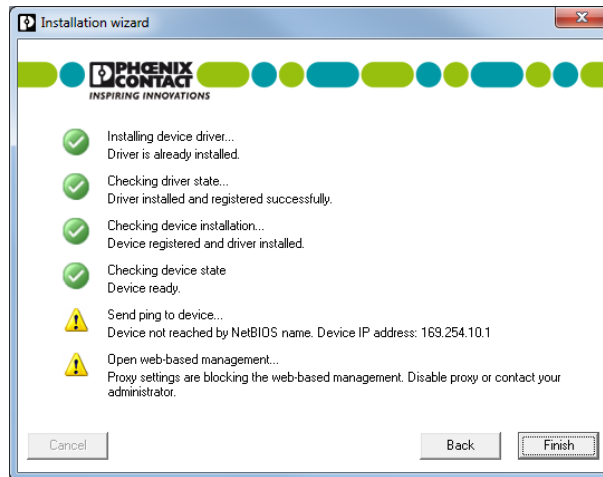 Installation wizard
PHŒNIX
CONTACT
INSPIRING INNOVATIONS
Installing device driver...
Driver is already installed.
Checking driver state...
Driver installed and registered successfully.
Checking device installation...
Device registered and driver installed.
Checking device state
Device ready.
Send ping to device...
Device not reached by NetBIOS name. Device IP address: 169.254.10.1
Open web-based management...
Proxy settings are blocking the web-based management. Disable proxy or contact your
administrator.
Cancel
Back
Finish